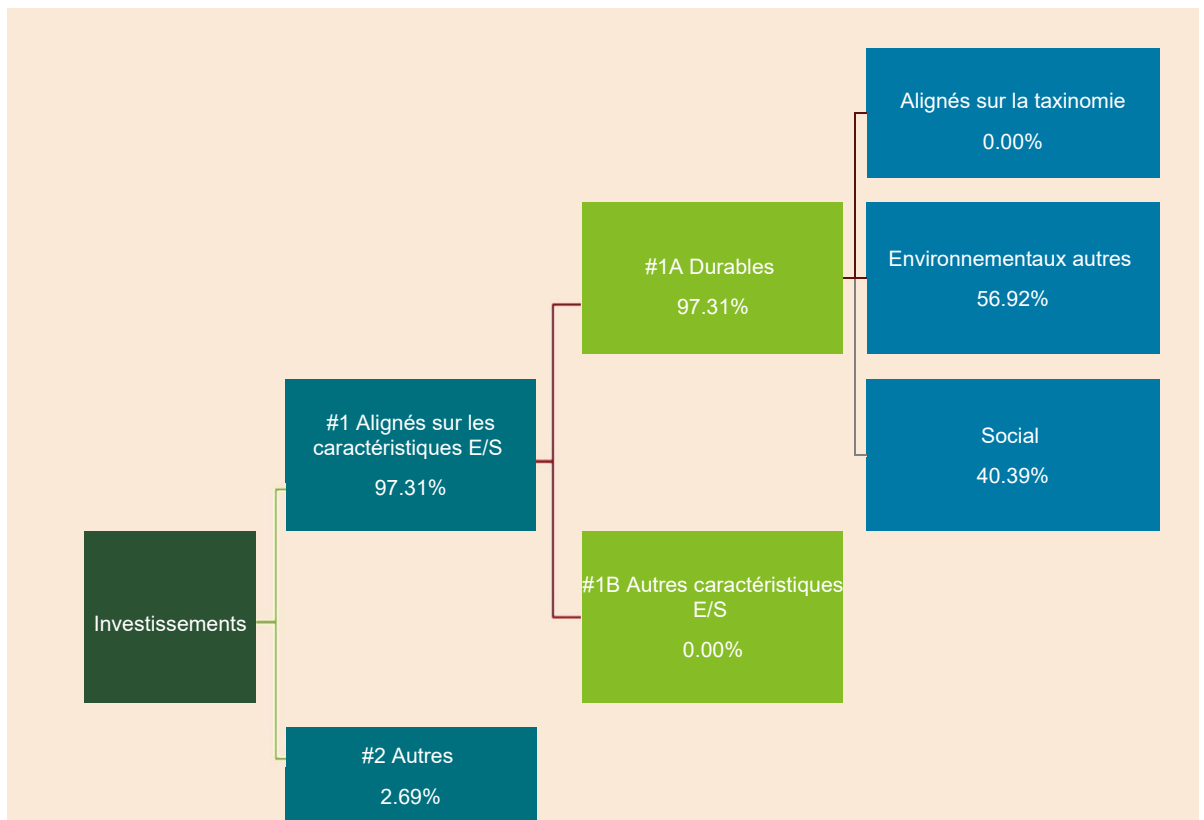 Alignés sur la taxinomie
0.00%
#1A Durables
97.31%
Environnementaux autres
56.92%
#1 Alignés sur les
caractéristiques E/S
97.31%
Social
40.39%
Investissements
#1B Autres caractéristiques
E/S
0.00%
#2 Autres
2.69%